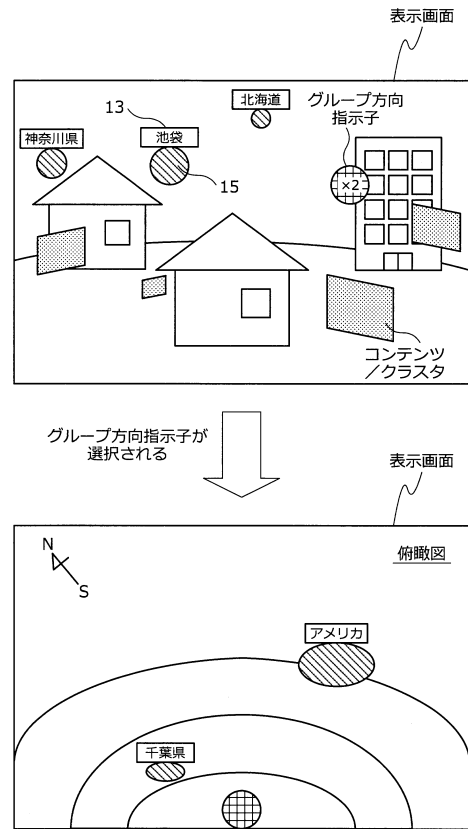 表示画面
北海道
グループ方向
指示子
13
池袋
神奈川県
×2
15
コンテンツ
／クラスタ
グループ方向指示子が
選択される
表示画面
N
俯瞰図
S
アメリカ
千葉県